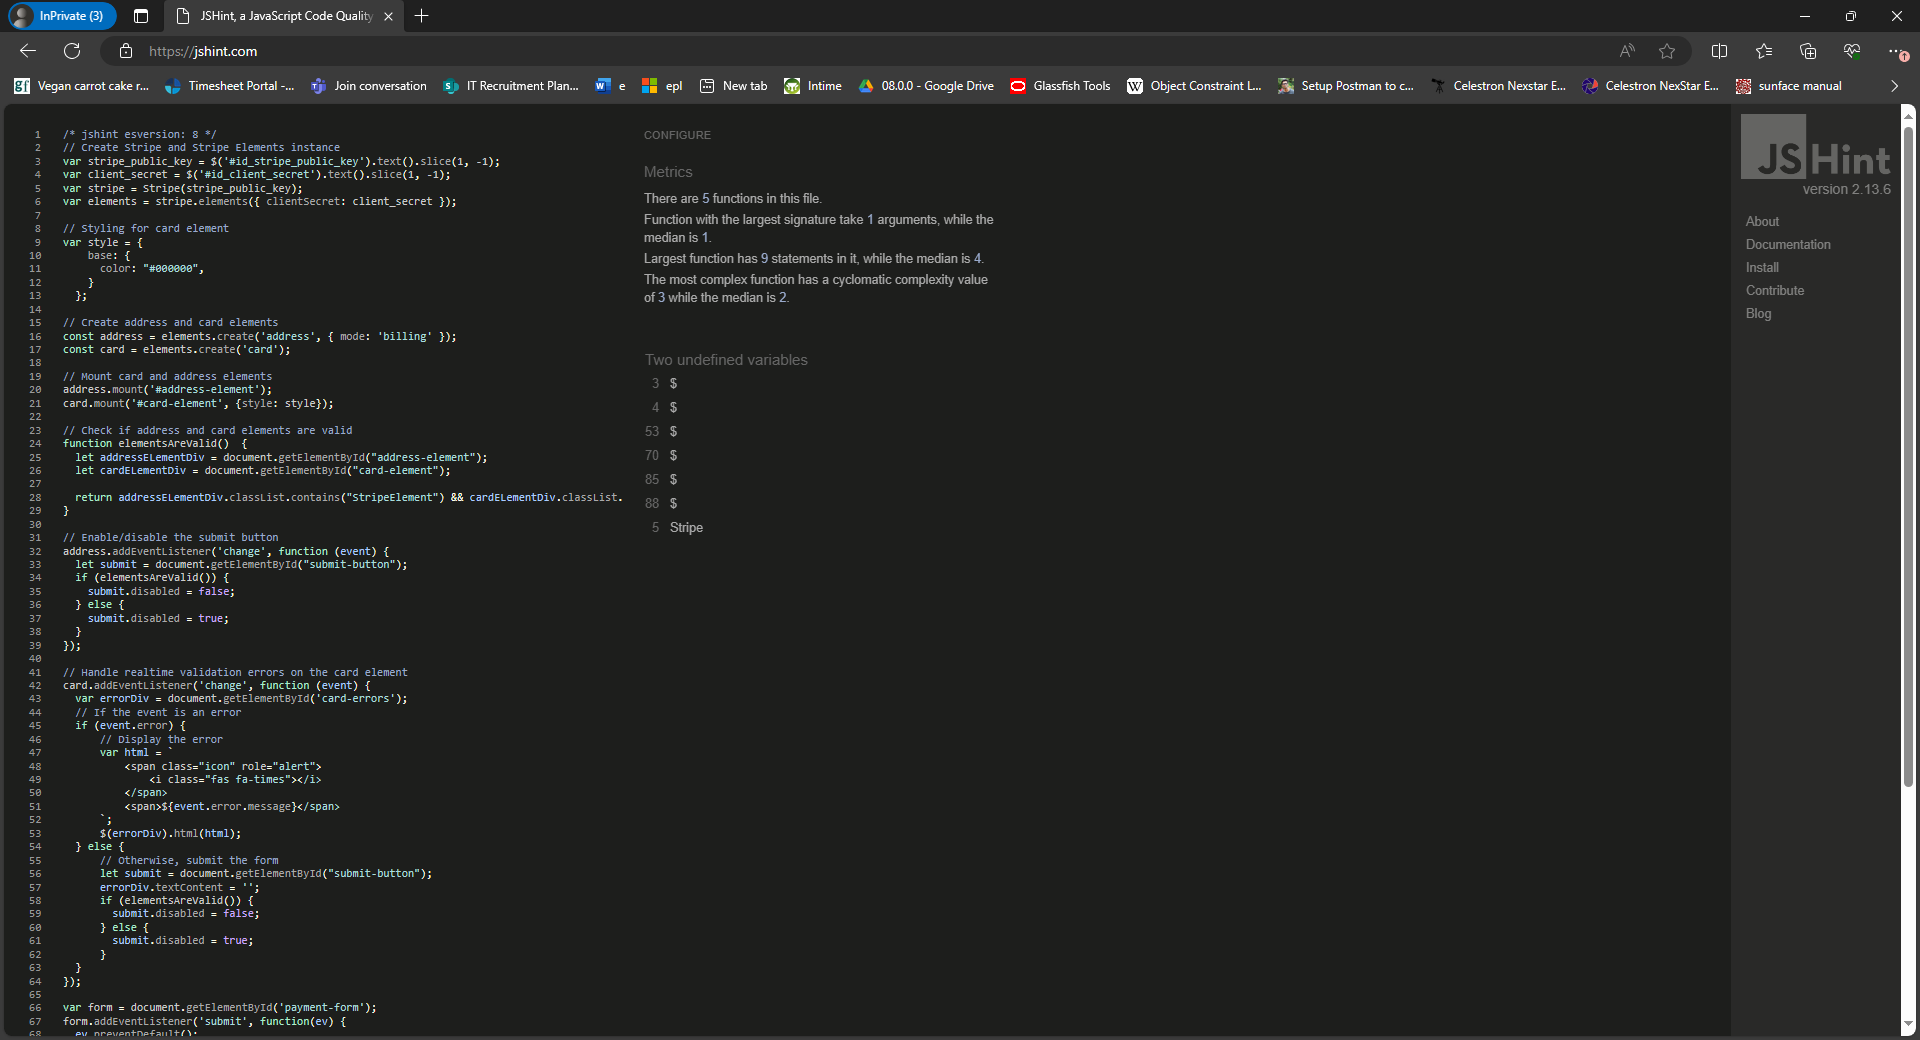 InPrivate (3)
JSHint, a JavaScript Code Quality
https://jshint.com
Vegan carrot cake r...
Timesheet Portal -...
Join conversation
IT Recruitment Plan...
e
epl
New tab
Intime
08.0.0 - Google Drive
Glassfish Tools
Object Constraint L...
Setup Postman to c...
Celestron Nexstar E...
Celestron NexStar E...
sunface manual
1 /* jshint esversion: 8 */
2 // Create Stripe and Stripe Elements instance
3 var stripe_public_key = $('#id_stripe_public_key').text().slice(1, -1);
4 var client_secret = $('#id_client_secret').text().slice(1, -1);
5 var stripe = Stripe(stripe_public_key);
6 var elements = stripe.elements({ clientSecret: client_secret });
7
8 // Styling for card element
9 var style = {
10 base: {
11 color: "#000000",
12 }
13 };
14
15 // Create address and card elements
16 const address = elements.create('address', { mode: 'billing' });
17 const card = elements.create('card');
18
19 // Mount card and address elements
20 address.mount('#address-element');
21 card.mount('#card-element', {style: style});
22
23 // Check if address and card elements are valid
24 function elementsAreValid() {
25 let addressELementDiv = document.getElementById("address-element");
26 let cardELementDiv = document.getElementById("card-element");
27
28 return addressELementDiv.classList.contains("StripeElement") && cardELementDiv.classList.
29 }
30
31 // Enable/disable the submit button
32 address.addEventListener('change', function (event) {
33 let submit = document.getElementById("submit-button");
34 if (elementsAreValid()) {
35 submit.disabled = false;
36 } else {
37 submit.disabled = true;
38 }
39 });
40
41 // Handle realtime validation errors on the card element
42 card.addEventListener('change', function (event) {
43 var errorDiv = document.getElementById('card-errors');
44 // If the event is an error
45 if (event.error) {
46 // Display the error
47 var html = `
48 <span class="icon" role="alert">
49 <i class="fas fa-times"></i>
50 </span>
51 <span>${event.error.message}</span>
52 `;
53 $(errorDiv).html(html);
54 } else {
55 // Otherwise, submit the form
56 let submit = document.getElementById("submit-button");
57 errorDiv.textContent = '';
58 if (elementsAreValid()) {
59 submit.disabled = false;
60 } else {
61 submit.disabled = true;
62 }
63 }
64 });
65
66 var form = document.getElementById('payment-form');
67 form.addEventListener('submit', function(ev) {
68 ev.preventDefault();
CONFIGURE
Metrics
There are 5 functions in this file.
Function with the largest signature take 1 arguments, while the
median is 1.
Largest function has 9 statements in it, while the median is 4.
The most complex function has a cyclomatic complexity value
of 3 while the median is 2.
Two undefined variables
3 $
4 $
53 $
70 $
85 $
88 $
5 Stripe
JSHint
version 2.13.6
About
Documentation
Install
Contribute
Blog